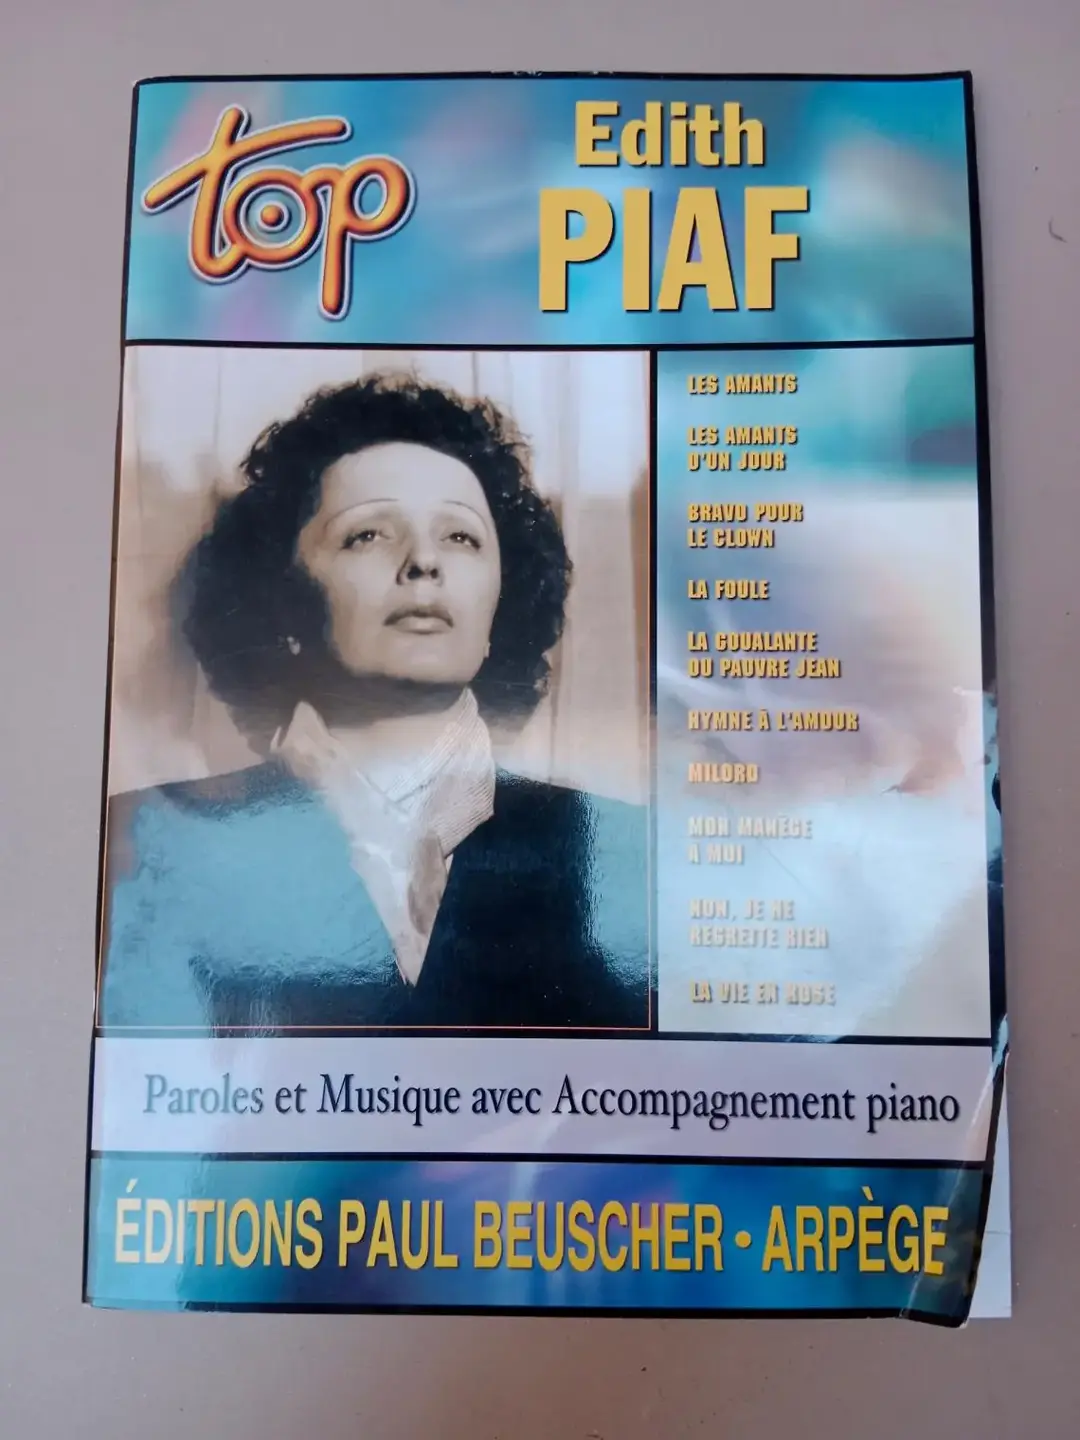 top
Edith
PIAF
LES AMANTS
LES AMANTS
D'UN JOUR
BRAVO POUR
LE CLOWN
LA FOULE
LA GOUALANTE
DU PAUVRE JEAN
HYMNE À L'AMOUR
MILORD
MON MANÈGE
A MOI
NON, JE NE
REGRETTE RIEN
LA VIE EN ROSE
Paroles et Musique avec Accompagnement piano
ÉDITIONS PAUL BEUSCHER • ARPÈGE